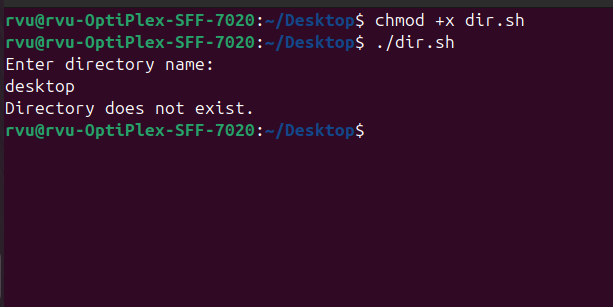 rvu@rvu-OptiPlex-SFF-7020:~/Desktop$ chmod +x dir.sh
rvu@rvu-OptiPlex-SFF-7020:~/Desktop$ ./dir.sh
Enter directory name:
desktop
Directory does not exist.
rvu@rvu-OptiPlex-SFF-7020:~/Desktop$